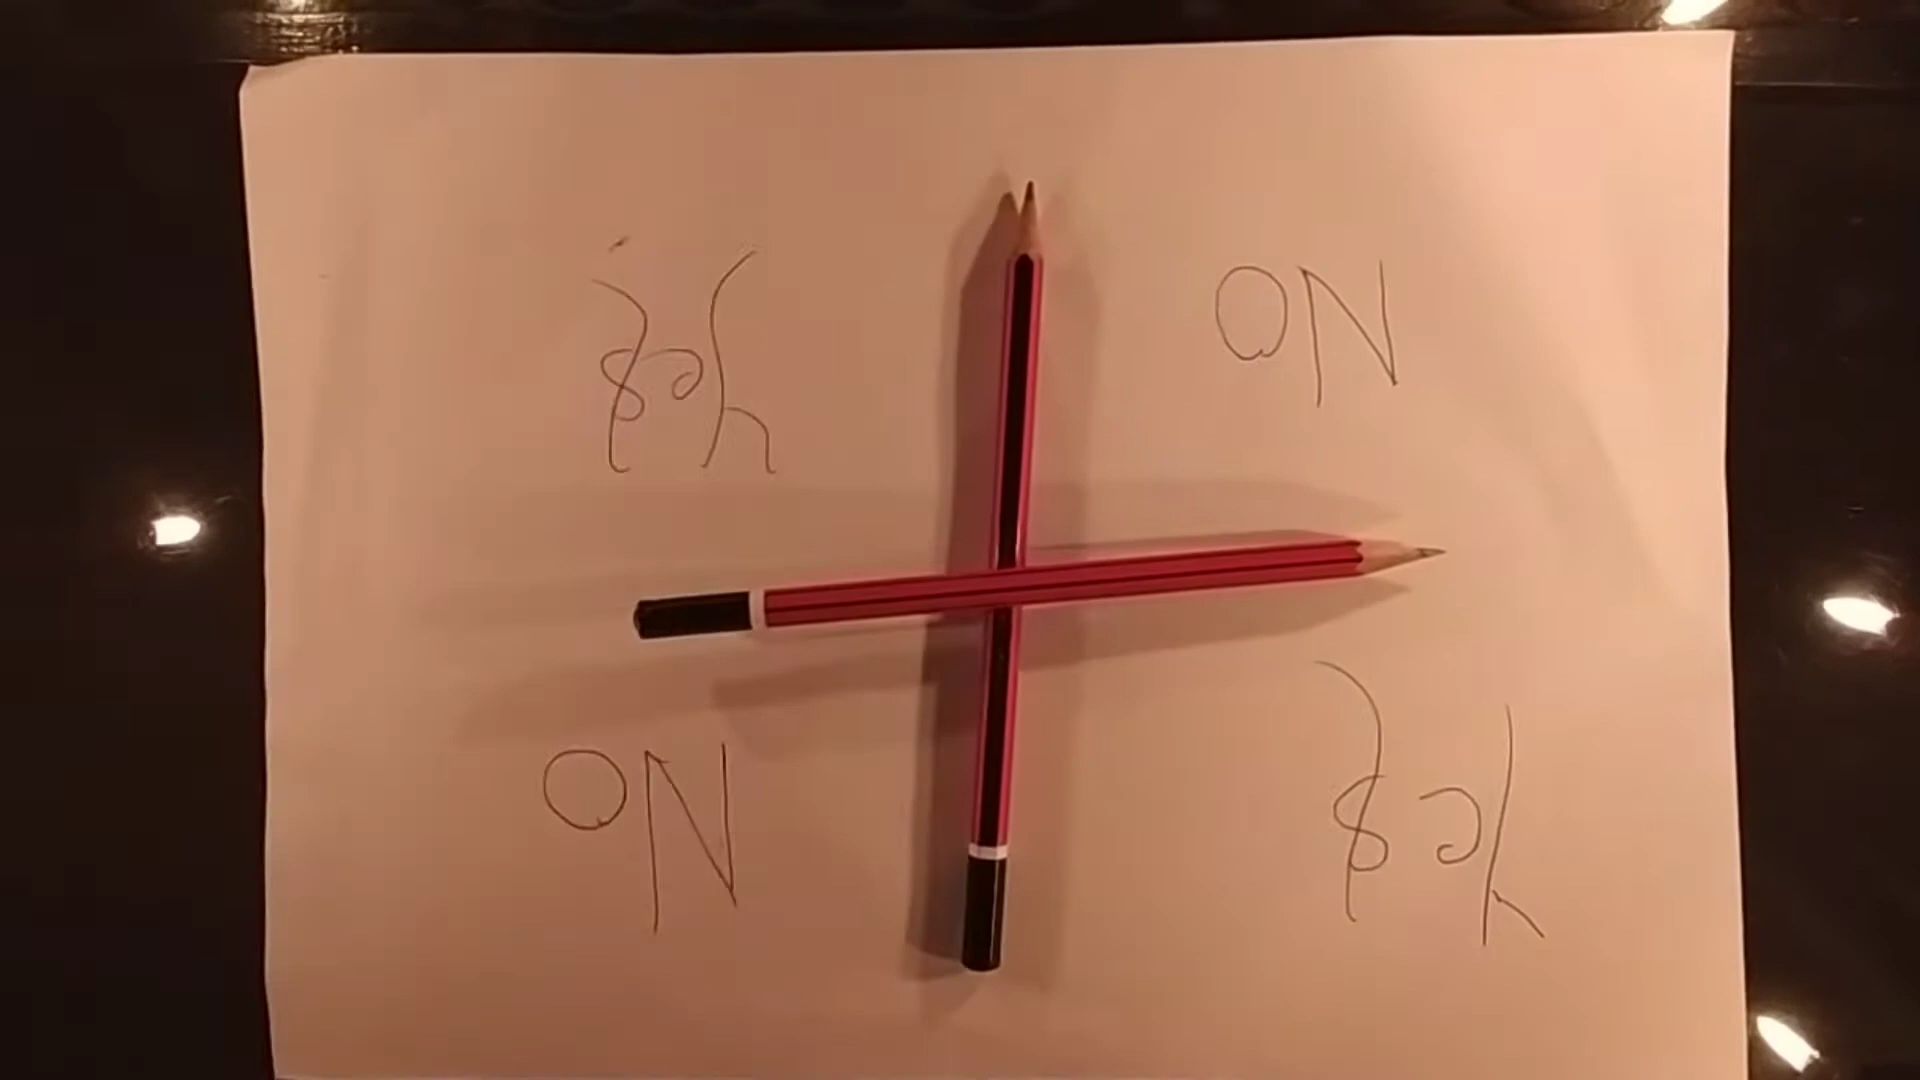 Yes No
No Yes